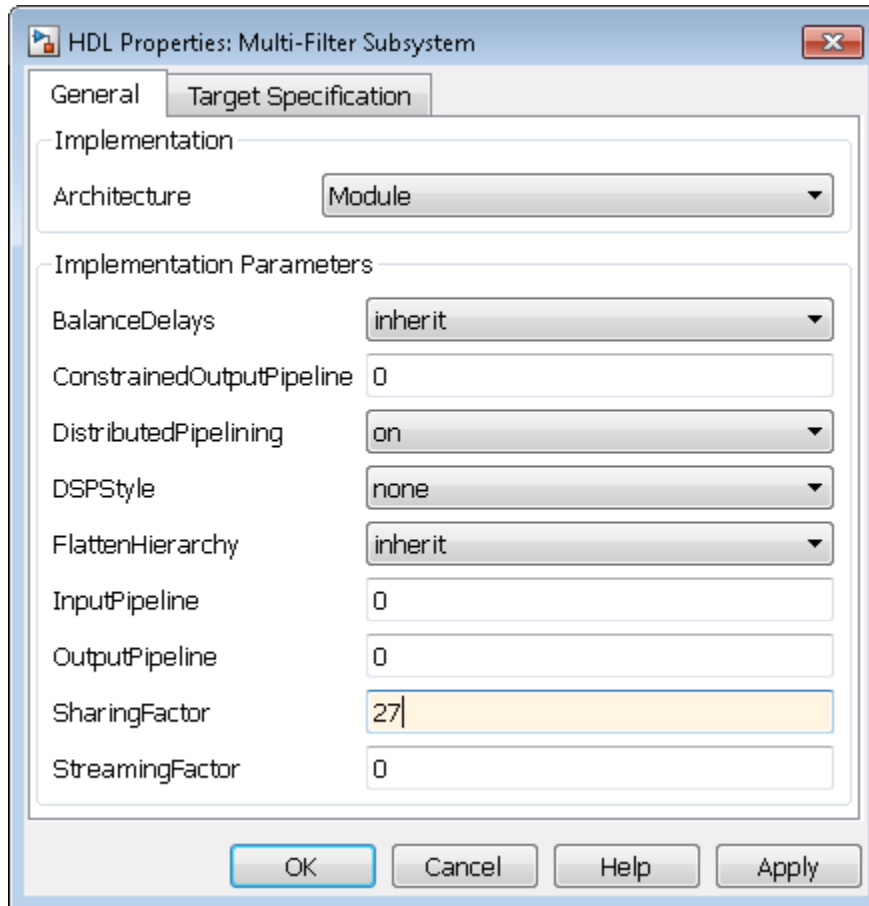 HDL Properties: Multi-Filter Subsystem
General Target Specification
Implementation
Architecture Module
Implementation Parameters
BalanceDelays inherit
ConstrainedOutputPipeline 0
DistributedPipelining on
DSPStyle none
FlattenHierarchy inherit
InputPipeline 0
OutputPipeline 0
SharingFactor 27
StreamingFactor 0
OK Cancel Help Apply